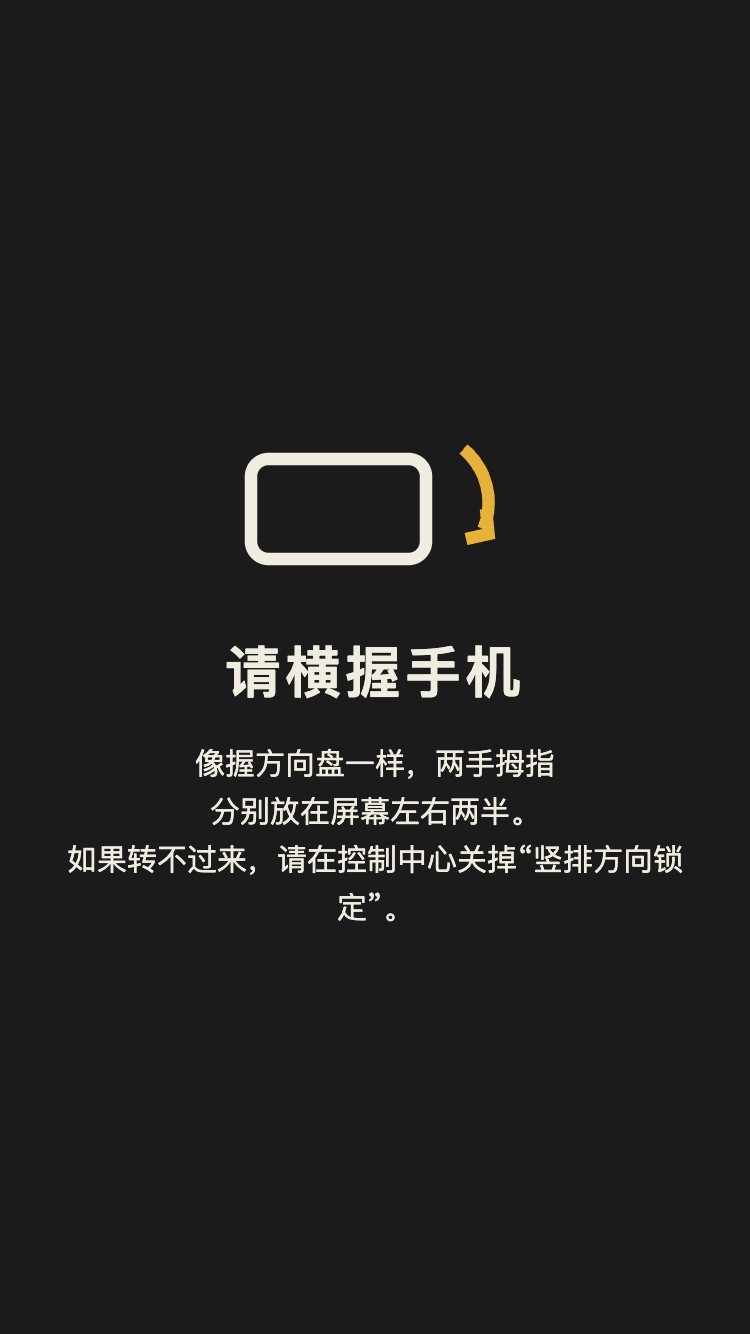 请横握手机
像握方向盘一样，两手拇指
分别放在屏幕左右两半。
如果转不过来，请在控制中心关掉“竖排方向锁
定”。